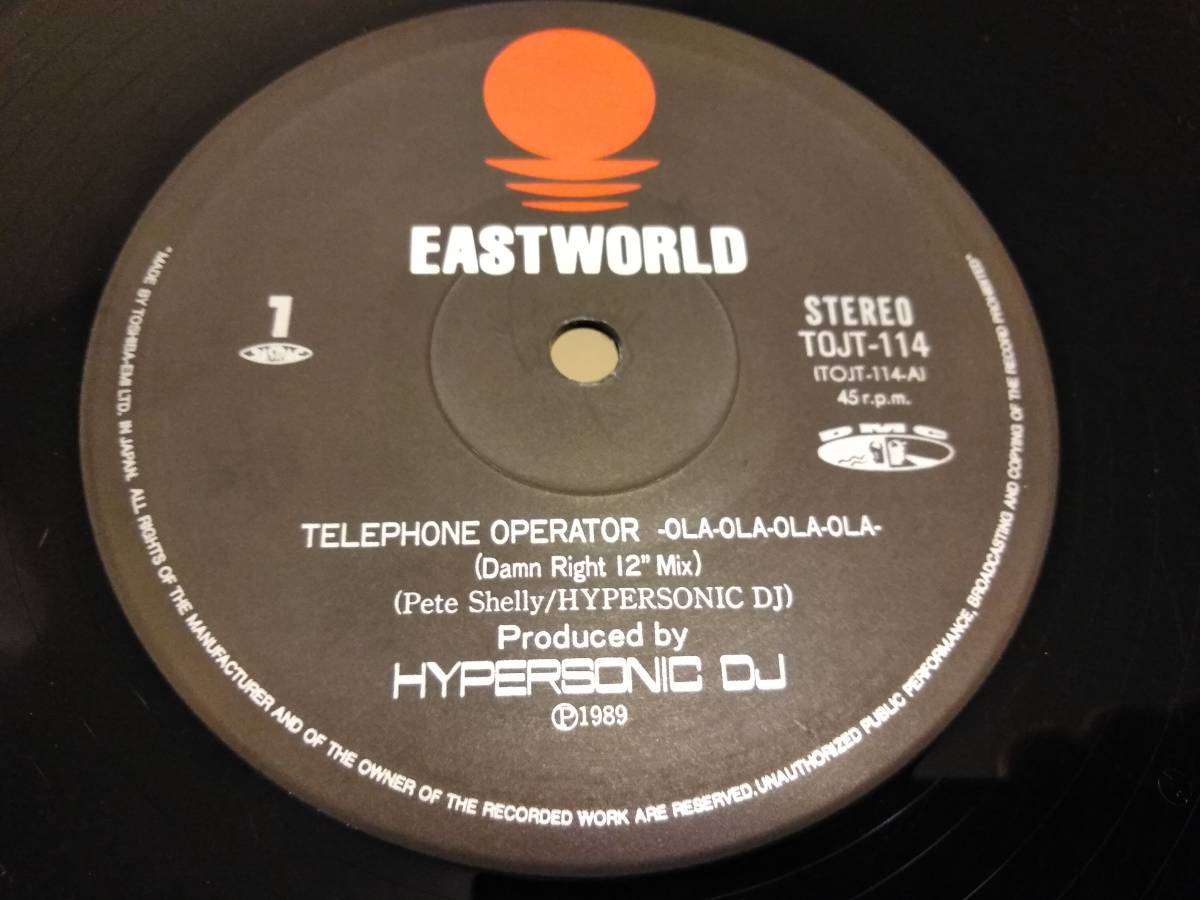 EASTWORLD
1
JASRAC
STEREO
TOJT-114
(TOJT-114-A)
45 r.p.m.
DMC
TELEPHONE OPERATOR -OLA-OLA-OLA-OLA-
(Damn Right 12" Mix)
(Pete Shelly/HYPERSONIC DJ)
Produced by
HYPERSONIC DJ
Ⓟ1989
"MADE BY TOSHIBA-EMI LTD. IN JAPAN. ALL RIGHTS OF THE MANUFACTURER AND OF THE OWNER OF THE RECORDED WORK ARE RESERVED. UNAUTHORIZED PUBLIC PERFORMANCE, BROADCASTING AND COPYING OF THE RECORD PROHIBITED"